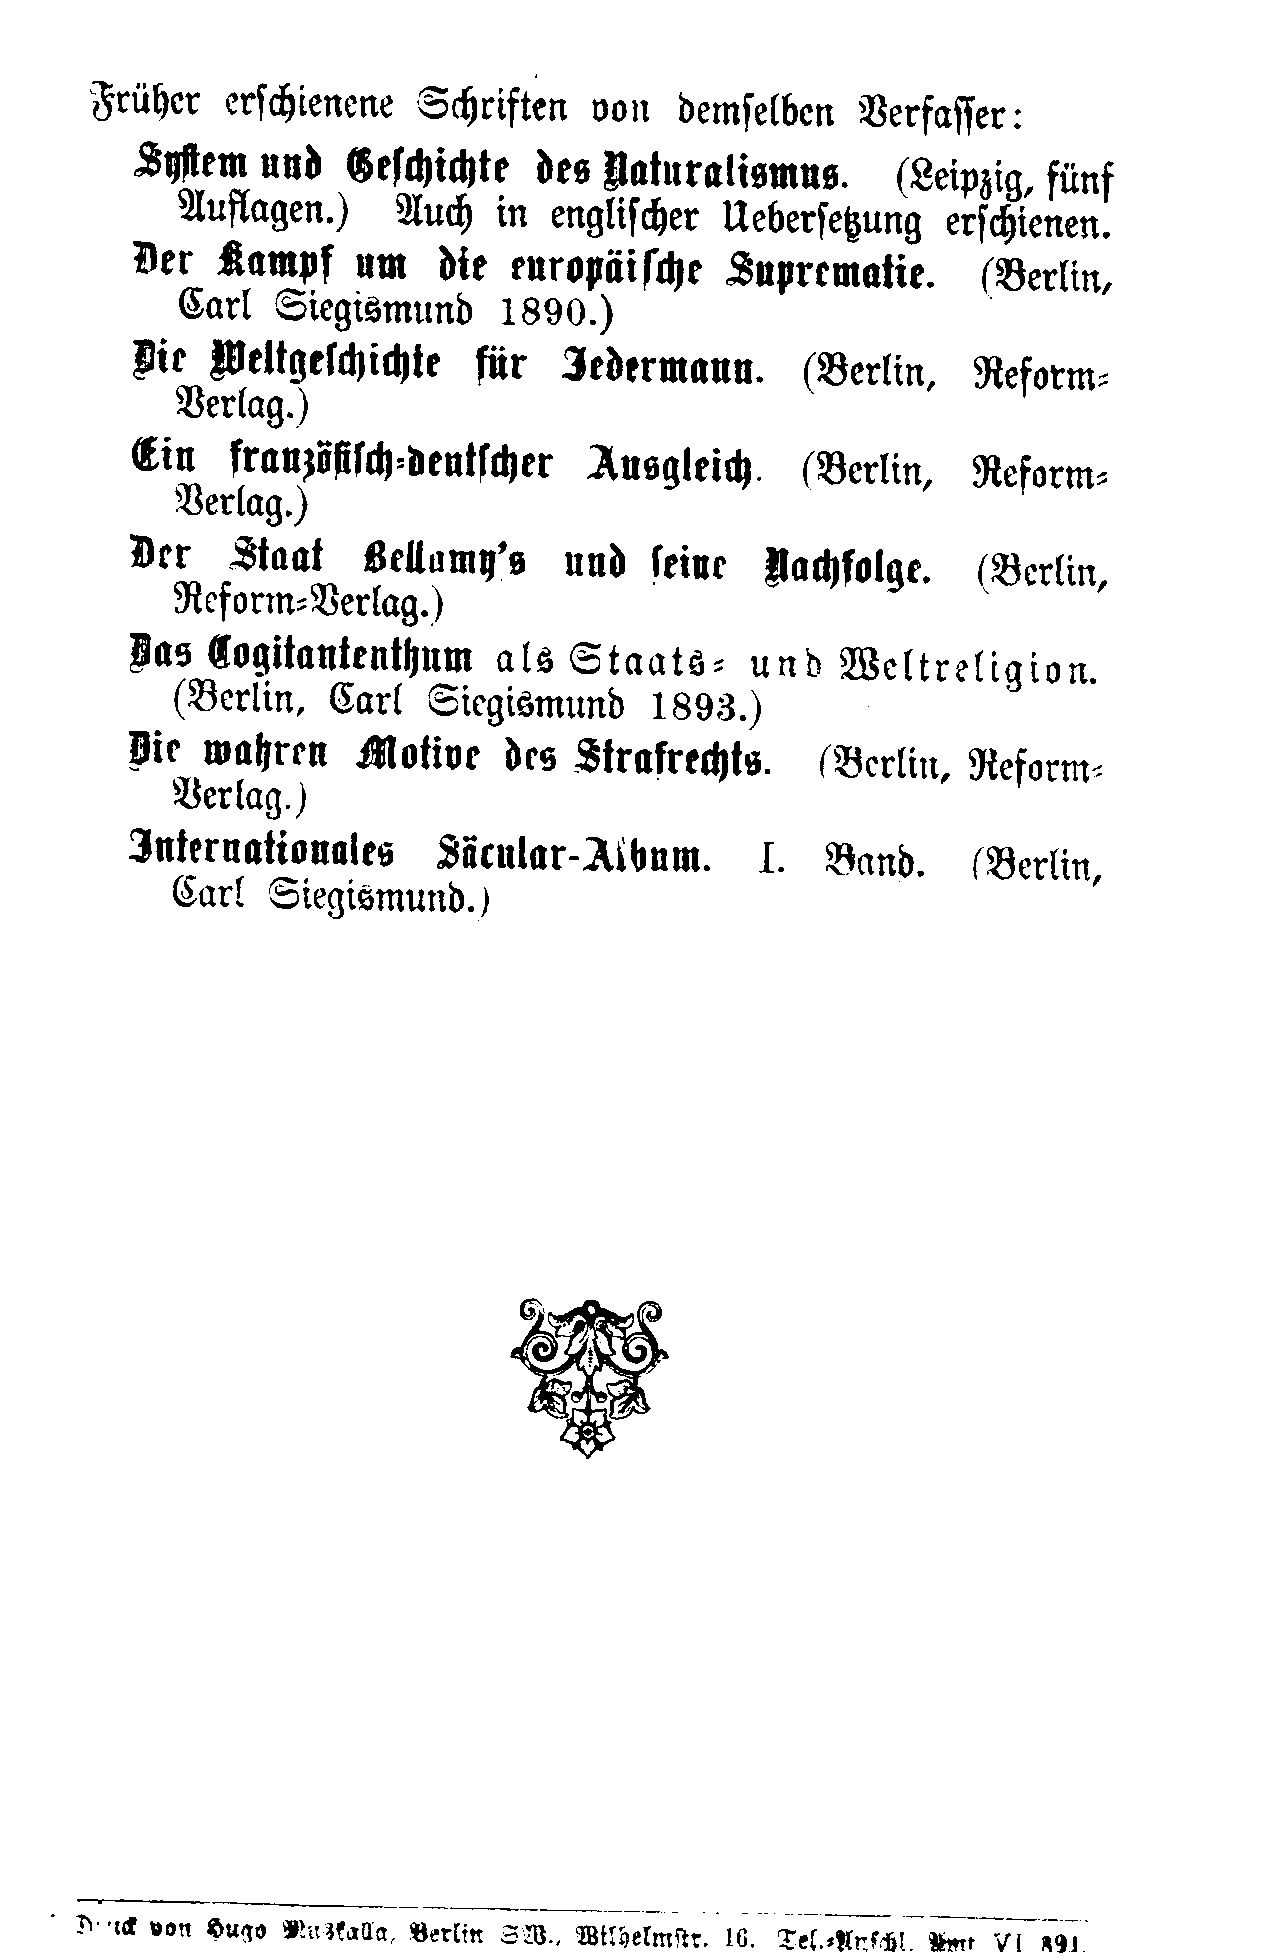 Früher erschienene Schriften von demselben Verfasser:
System und Geschichte des Naturalismus. (Leipzig, fünf
Auflagen.) Auch in englischer Uebersetzung erschienen.
Der Kampf um die europäische Suprematie. (Berlin,
Carl Siegismund 1890.)
Die Weltgeschichte für Jedermann. (Berlin, Reform-
Verlag.)
Ein französisch-deutscher Ausgleich. (Berlin, Reform-
Verlag.)
Der Staat Bellamy's und seine Nachfolge. (Berlin,
Reform-Verlag.)
Das Cogitantenthum als Staats- und Weltreligion.
(Berlin, Carl Siegismund 1893.)
Die wahren Motive des Strafrechts. (Berlin, Reform-
Verlag.)
Internationales Säcular-Album. I. Band. (Berlin,
Carl Siegismund.)
Druck von Hugo Berlin SW., Wilhelmstr. 16. Tel.-Anschl. Amt VI 891.